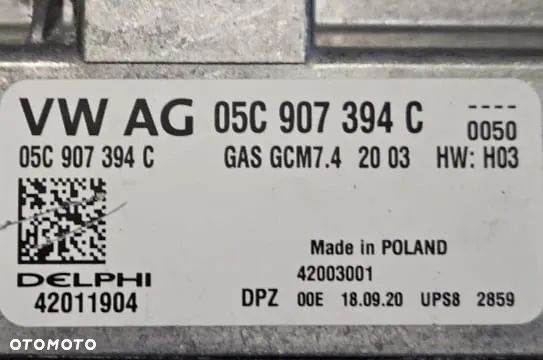 VW AG 05C 907 394 C ----
0050
05C 907 394 C GAS GCM7.4 20 03 HW: H03
Made in POLAND
DELPHI 42003001
42011904 DPZ 00E 18.09.20 UPS8 2859
OTOMOTO